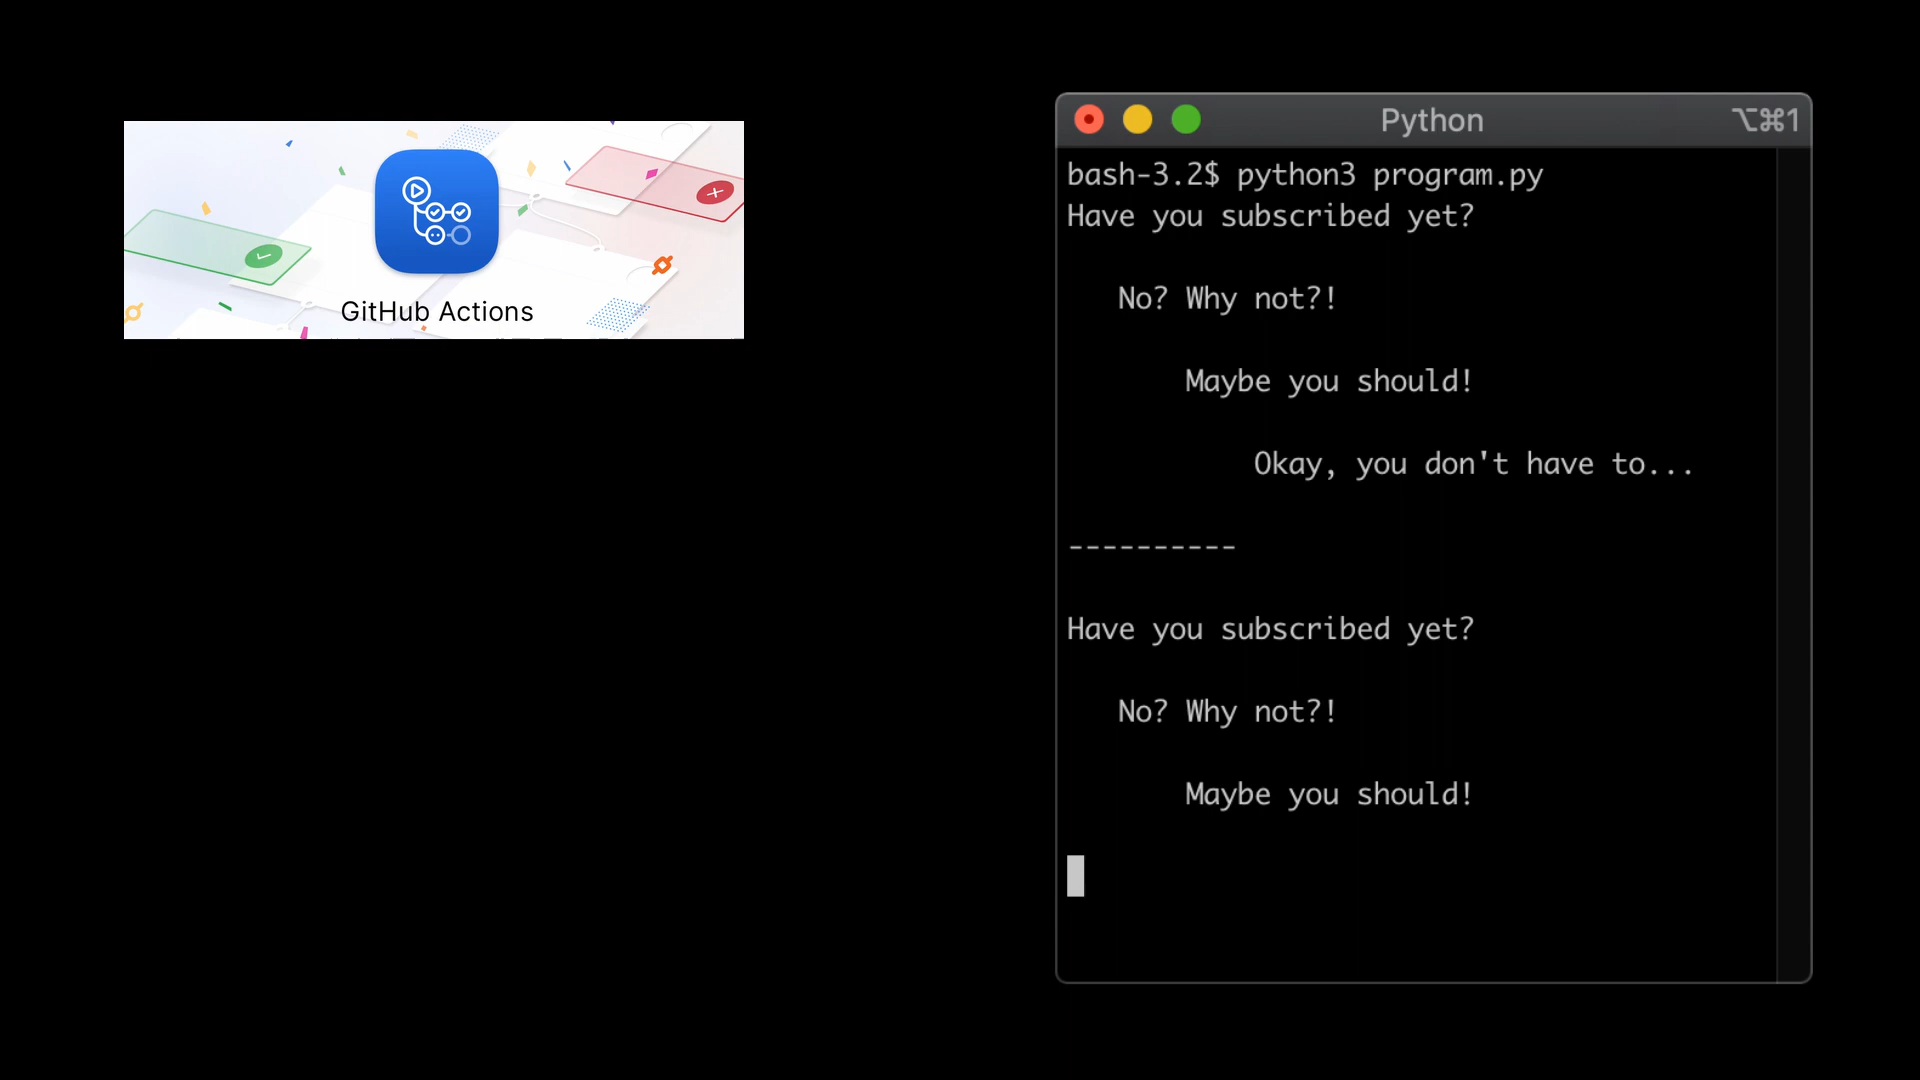 GitHub Actions
Python
⌥⌘1
bash-3.2$ python3 program.py
Have you subscribed yet?
No? Why not?!
Maybe you should!
Okay, you don't have to...
----------
Have you subscribed yet?
No? Why not?!
Maybe you should!